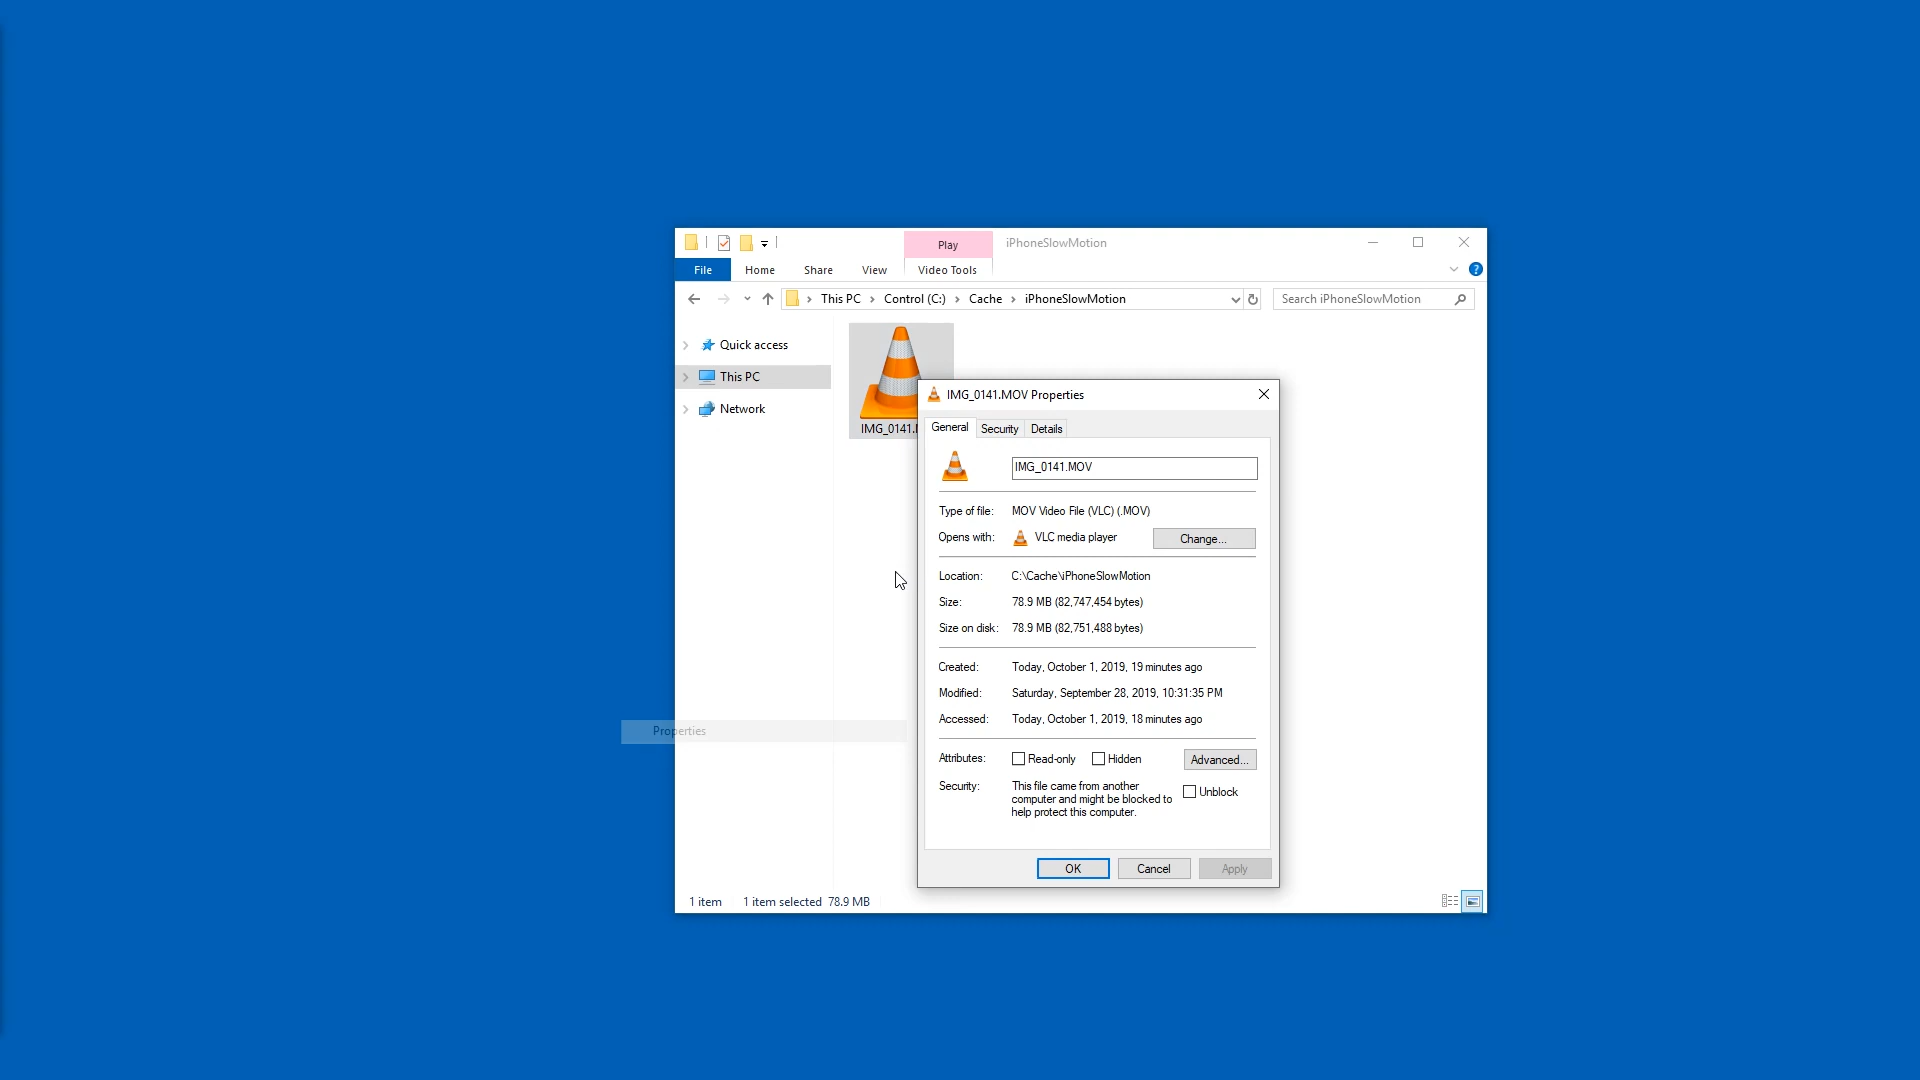 Play
iPhoneSlowMotion
File
Home
Share
View
Video Tools
This PC
Control (C:)
Cache
iPhoneSlowMotion
Search iPhoneSlowMotion
Quick access
This PC
Network
IMG_0141.
IMG_0141.MOV Properties
General
Security
Details
IMG_0141.MOV
Type of file:
MOV Video File (VLC) (.MOV)
Opens with:
VLC media player
Change...
Location:
C:\Cache\iPhoneSlowMotion
Size:
78.9 MB (82,747,454 bytes)
Size on disk:
78.9 MB (82,751,488 bytes)
Created:
Today, October 1, 2019, 19 minutes ago
Modified:
Saturday, September 28, 2019, 10:31:35 PM
Accessed:
Today, October 1, 2019, 18 minutes ago
Properties
Attributes:
Read-only
Hidden
Advanced...
Security:
This file came from another
computer and might be blocked to
help protect this computer.
Unblock
OK
Cancel
Apply
1 item
1 item selected 78.9 MB